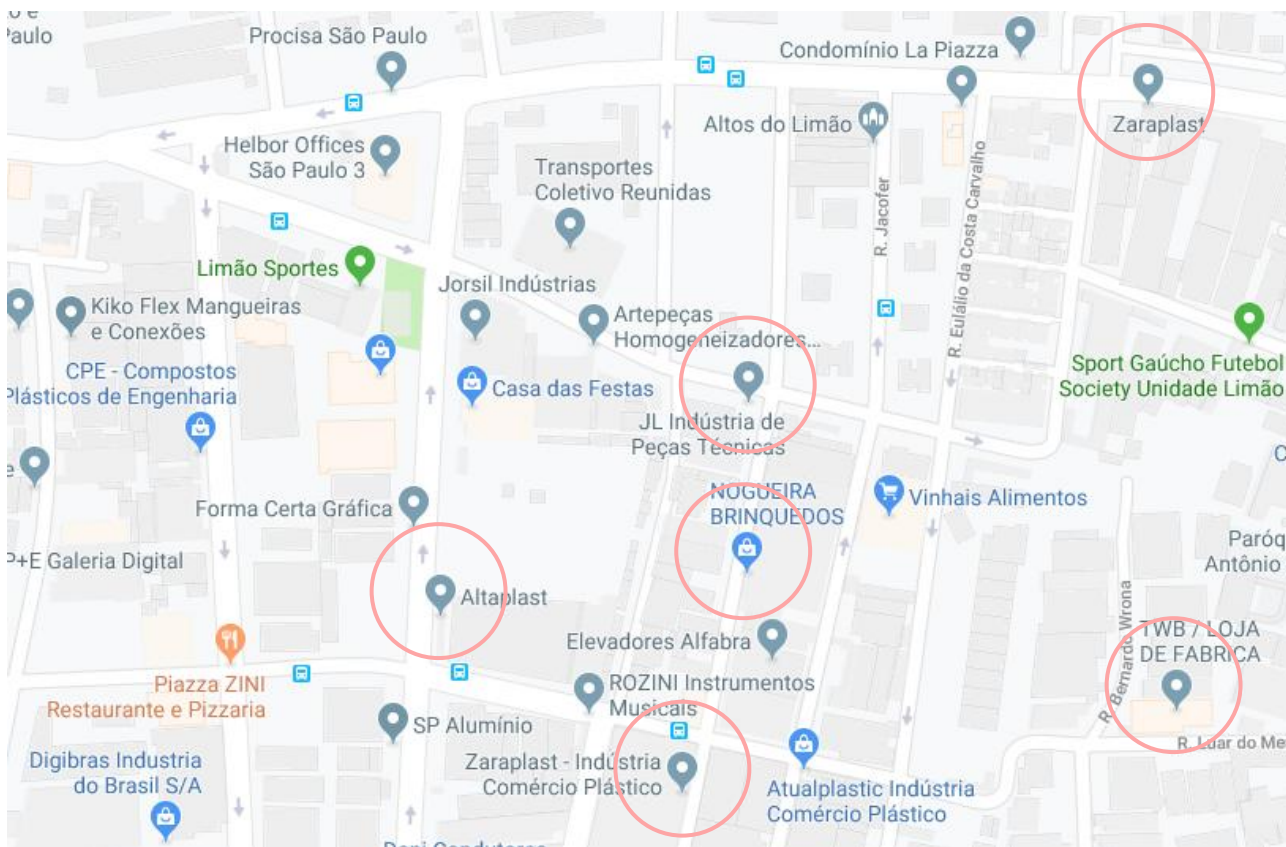 Paulo
Procisa São Paulo
Condomínio La Piazza
Zaraplast
Altos do Limão
Helbor Offices
São Paulo 3
Transportes
Coletivo Reunidas
R. Jacofer
R. Eulálio da Costa Carvalho
Limão Sportes
Jorsil Indústrias
Kiko Flex Mangueiras
e Conexões
Artepeças
Homogeneizadores...
Sport Gaúcho Futebol
Society Unidade Limão
CPE - Compostos
Plásticos de Engenharia
Casa das Festas
JL Indústria de
Peças Técnicas
NOGUEIRA
BRINQUEDOS
Vinhais Alimentos
Forma Certa Gráfica
P+E Galeria Digital
Paróq
Antônio
Altaplast
R. Bernardo Wrona
TWB / LOJA
DE FABRICA
Elevadores Alfabra
Piazza ZINI
Restaurante e Pizzaria
ROZINI Instrumentos
Musicais
SP Alumínio
R. Luar do Me
Digibras Industria
do Brasil S/A
Zaraplast - Indústria
Comércio Plástico
Atualplastic Indústria
Comércio Plástico